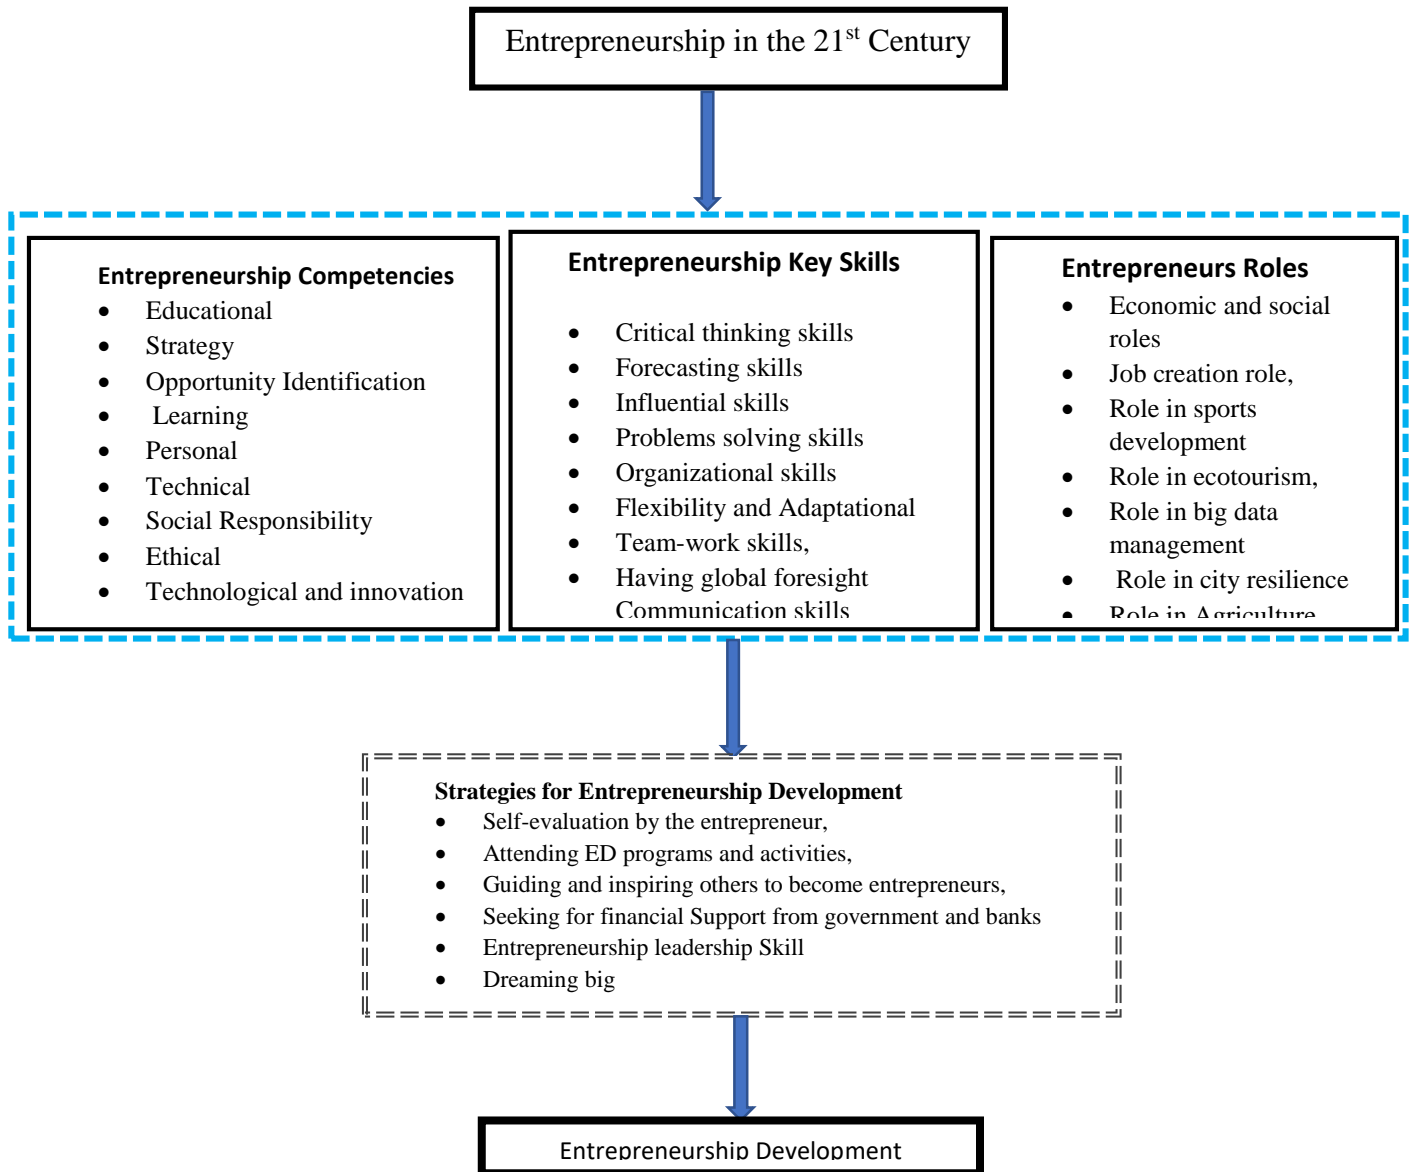 Entrepreneurship in the 21st Century
Entrepreneurship Competencies
• Educational
• Strategy
• Opportunity Identification
• Learning
• Personal
• Technical
• Social Responsibility
• Ethical
• Technological and innovation
Entrepreneurship Key Skills
• Critical thinking skills
• Forecasting skills
• Influential skills
• Problems solving skills
• Organizational skills
• Flexibility and Adaptational
• Team-work skills,
• Having global foresight
Communication skills
Entrepreneurs Roles
• Economic and social
roles
• Job creation role,
• Role in sports
development
• Role in ecotourism,
• Role in big data
management
• Role in city resilience
• Role in Agriculture
Strategies for Entrepreneurship Development
• Self-evaluation by the entrepreneur,
• Attending ED programs and activities,
• Guiding and inspiring others to become entrepreneurs,
• Seeking for financial Support from government and banks
• Entrepreneurship leadership Skill
• Dreaming big
Entrepreneurship Development